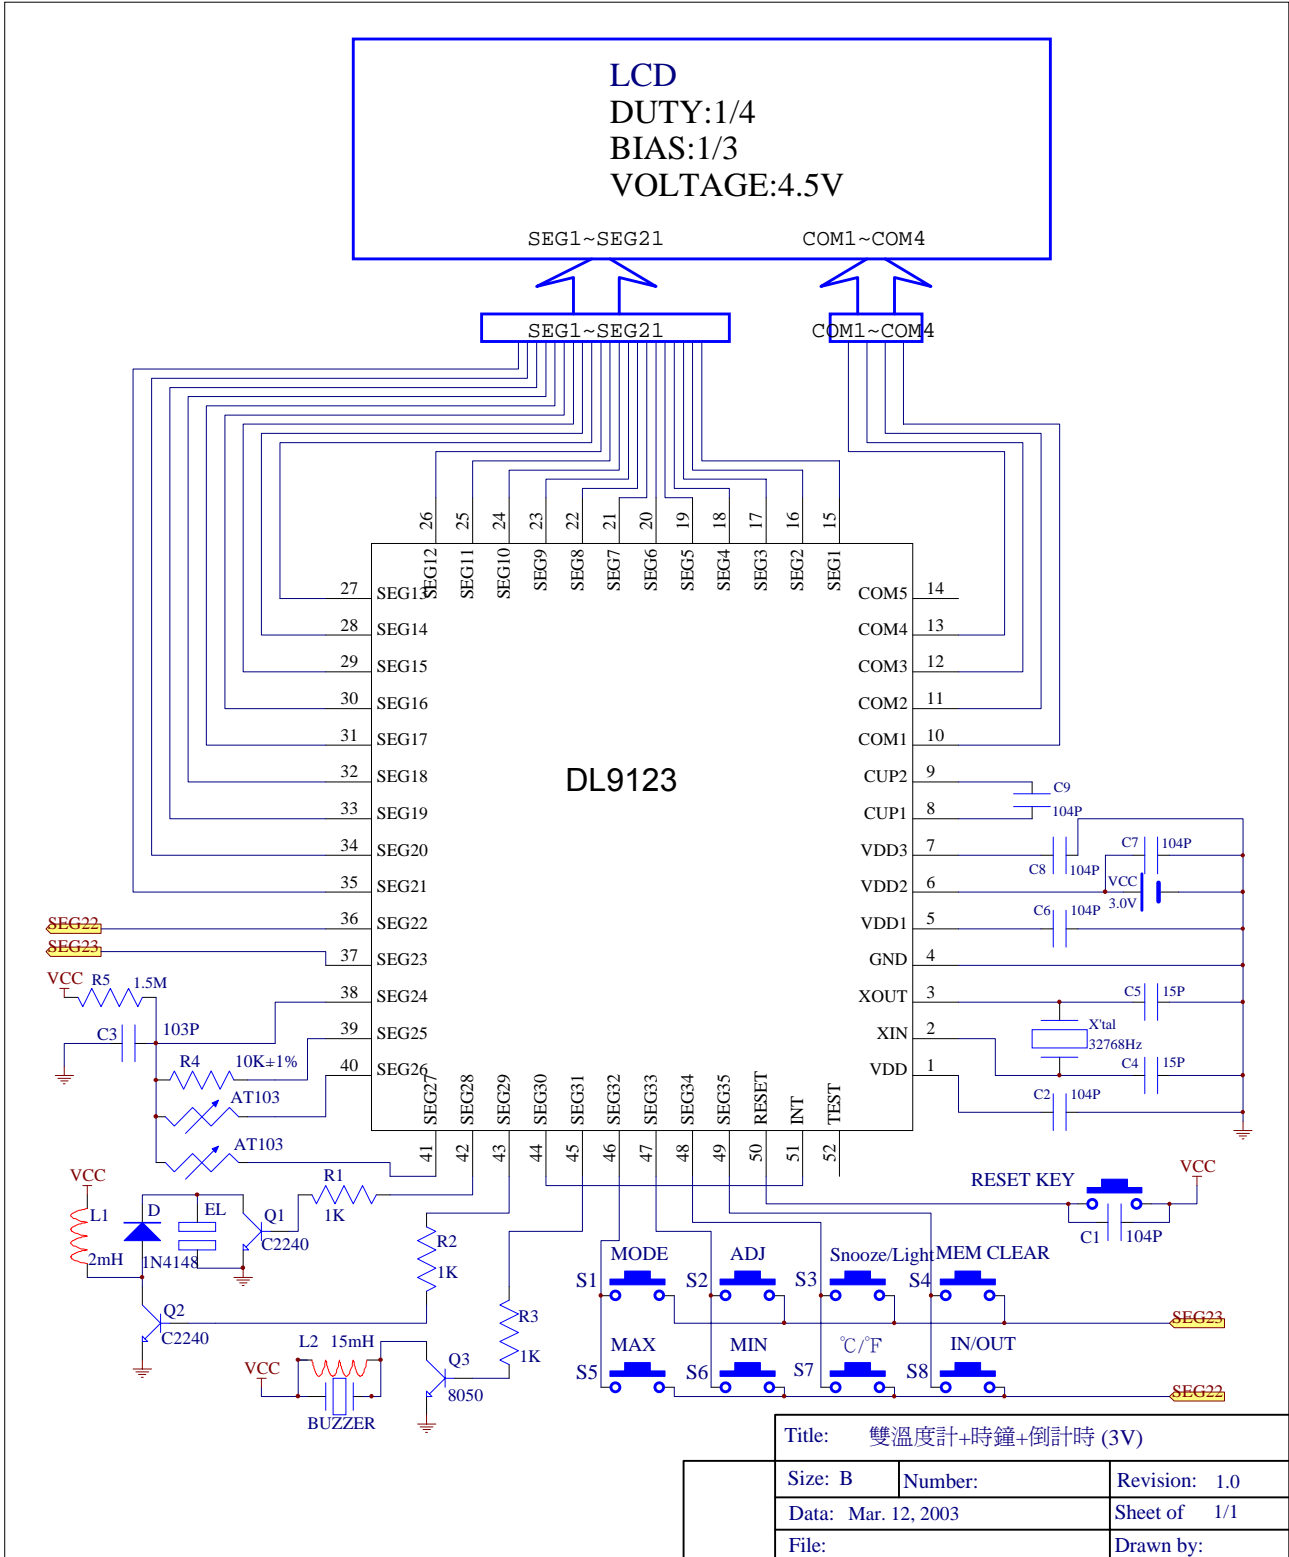 LCD
DUTY:1/4
BIAS:1/3
VOLTAGE:4.5V
SEG1~SEG21 COM1~COM4
SEG1~SEG21 COM1~COM4
26 25 24 23 22 21 20 19 18 17 16 15
SEG12 SEG11 SEG10 SEG9 SEG8 SEG7 SEG6 SEG5 SEG4 SEG3 SEG2 SEG1
27 SEG13 COM5 14
28 SEG14 COM4 13
29 SEG15 COM3 12
30 SEG16 COM2 11
31 SEG17 COM1 10
DL9123
32 SEG18 CUP2 9
C9
104P
33 SEG19 CUP1 8
34 SEG20 VDD3 7
C8 104P
C7 104P
35 SEG21 VDD2 6
VCC
3.0V
36 SEG22 VDD1 5
C6 104P
SEG22
SEG23
37 SEG23 GND 4
38 SEG24 XOUT 3
C5 15P
VCC R5 1.5M
C3 103P
39 SEG25 XIN 2
X'tal
32768Hz
R4 10K±1%
40 SEG26 VDD 1
C4 15P
C2 104P
AT103
AT103
SEG27 SEG28 SEG29 SEG30 SEG31 SEG32 SEG33 SEG34 SEG35 RESET INT TEST
41 42 43 44 45 46 47 48 49 50 51 52
RESET KEY VCC
C1 104P
VCC
L1
2mH
D
1N4148
EL
Q1
C2240
R1
1K
R2
1K
Q2
C2240
R3
1K
L2 15mH
VCC
BUZZER
Q3
8050
MODE ADJ Snooze/Light MEM CLEAR
S1 S2 S3 S4
SEG23
MAX MIN ℃/℉ IN/OUT
S5 S6 S7 S8
SEG22
Title: 雙溫度計+時鐘+倒計時 (3V)
Size: B Number: Revision: 1.0
Data: Mar. 12, 2003 Sheet of 1/1
File: Drawn by: